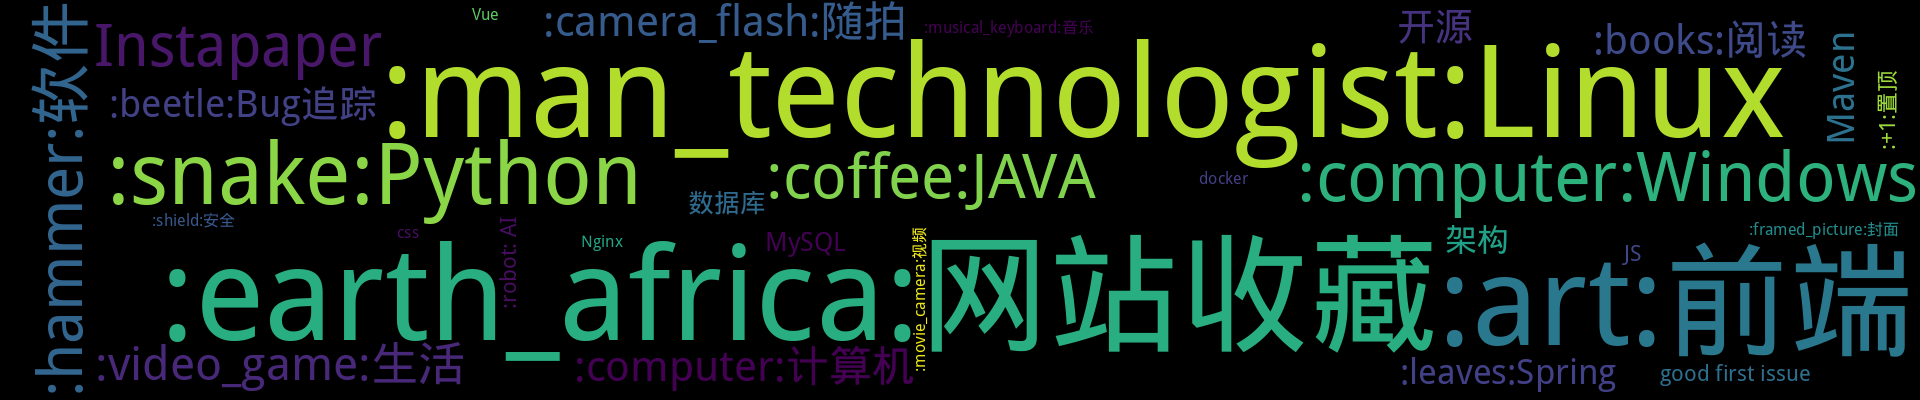 :hammer:软件
Instapaper
Vue
:camera_flash:随拍
:musical_keyboard:音乐
开源
:books:阅读
Maven
:+1:置顶
:beetle:Bug追踪
:man_technologist:Linux
:snake:Python
数据库
:coffee:JAVA
docker
:computer:Windows
:shield:安全
css
:robot: AI
Nginx
MySQL
:movie_camera:视频
架构
JS
:framed_picture:封面
:earth_africa:网站收藏
:art:前端
:video_game:生活
:computer:计算机
:leaves:Spring
good first issue